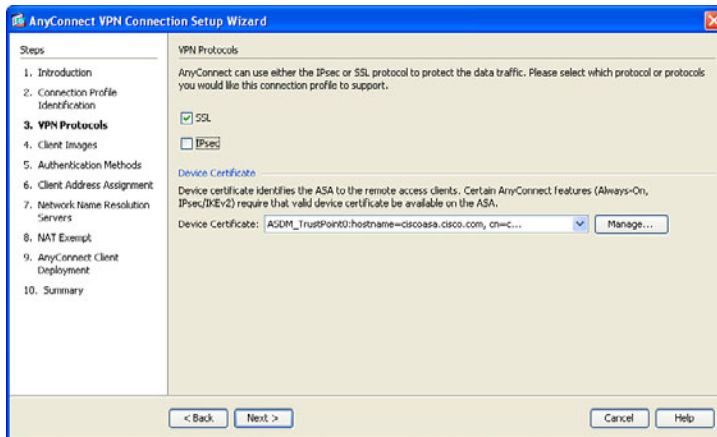 AnyConnect VPN Connection Setup Wizard
Steps
1. Introduction
2. Connection Profile
Identification
3. VPN Protocols
4. Client Images
5. Authentication Methods
6. Client Address Assignment
7. Network Name Resolution
Servers
8. NAT Exempt
9. AnyConnect Client
Deployment
10. Summary
VPN Protocols
AnyConnect can use either the IPsec or SSL protocol to protect the data traffic. Please select which protocol or protocols
you would like this connection profile to support.
SSL
IPsec
Device Certificate
Device certificate identifies the ASA to the remote access clients. Certain AnyConnect features (Always-On,
IPsec/IKEv2) require that valid device certificate be available on the ASA.
Device Certificate: ASDM_TrustPoint0:hostname=ciscoasa.cisco.com, cn=c... Manage...
< Back Next > Cancel Help